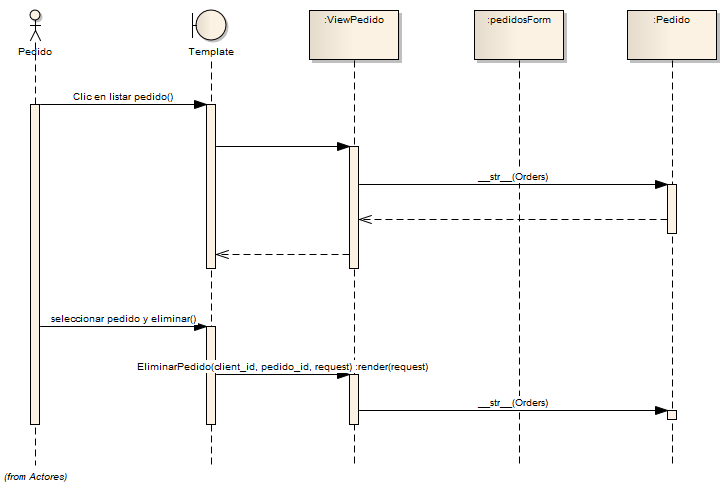 :ViewPedido
:pedidosForm
:Pedido
Pedido
Template
Clic en listar pedido()
__str__(Orders)
seleccionar pedido y eliminar()
EliminarPedido(client_id, pedido_id, request) :render(request)
__str__(Orders)
(from Actores)